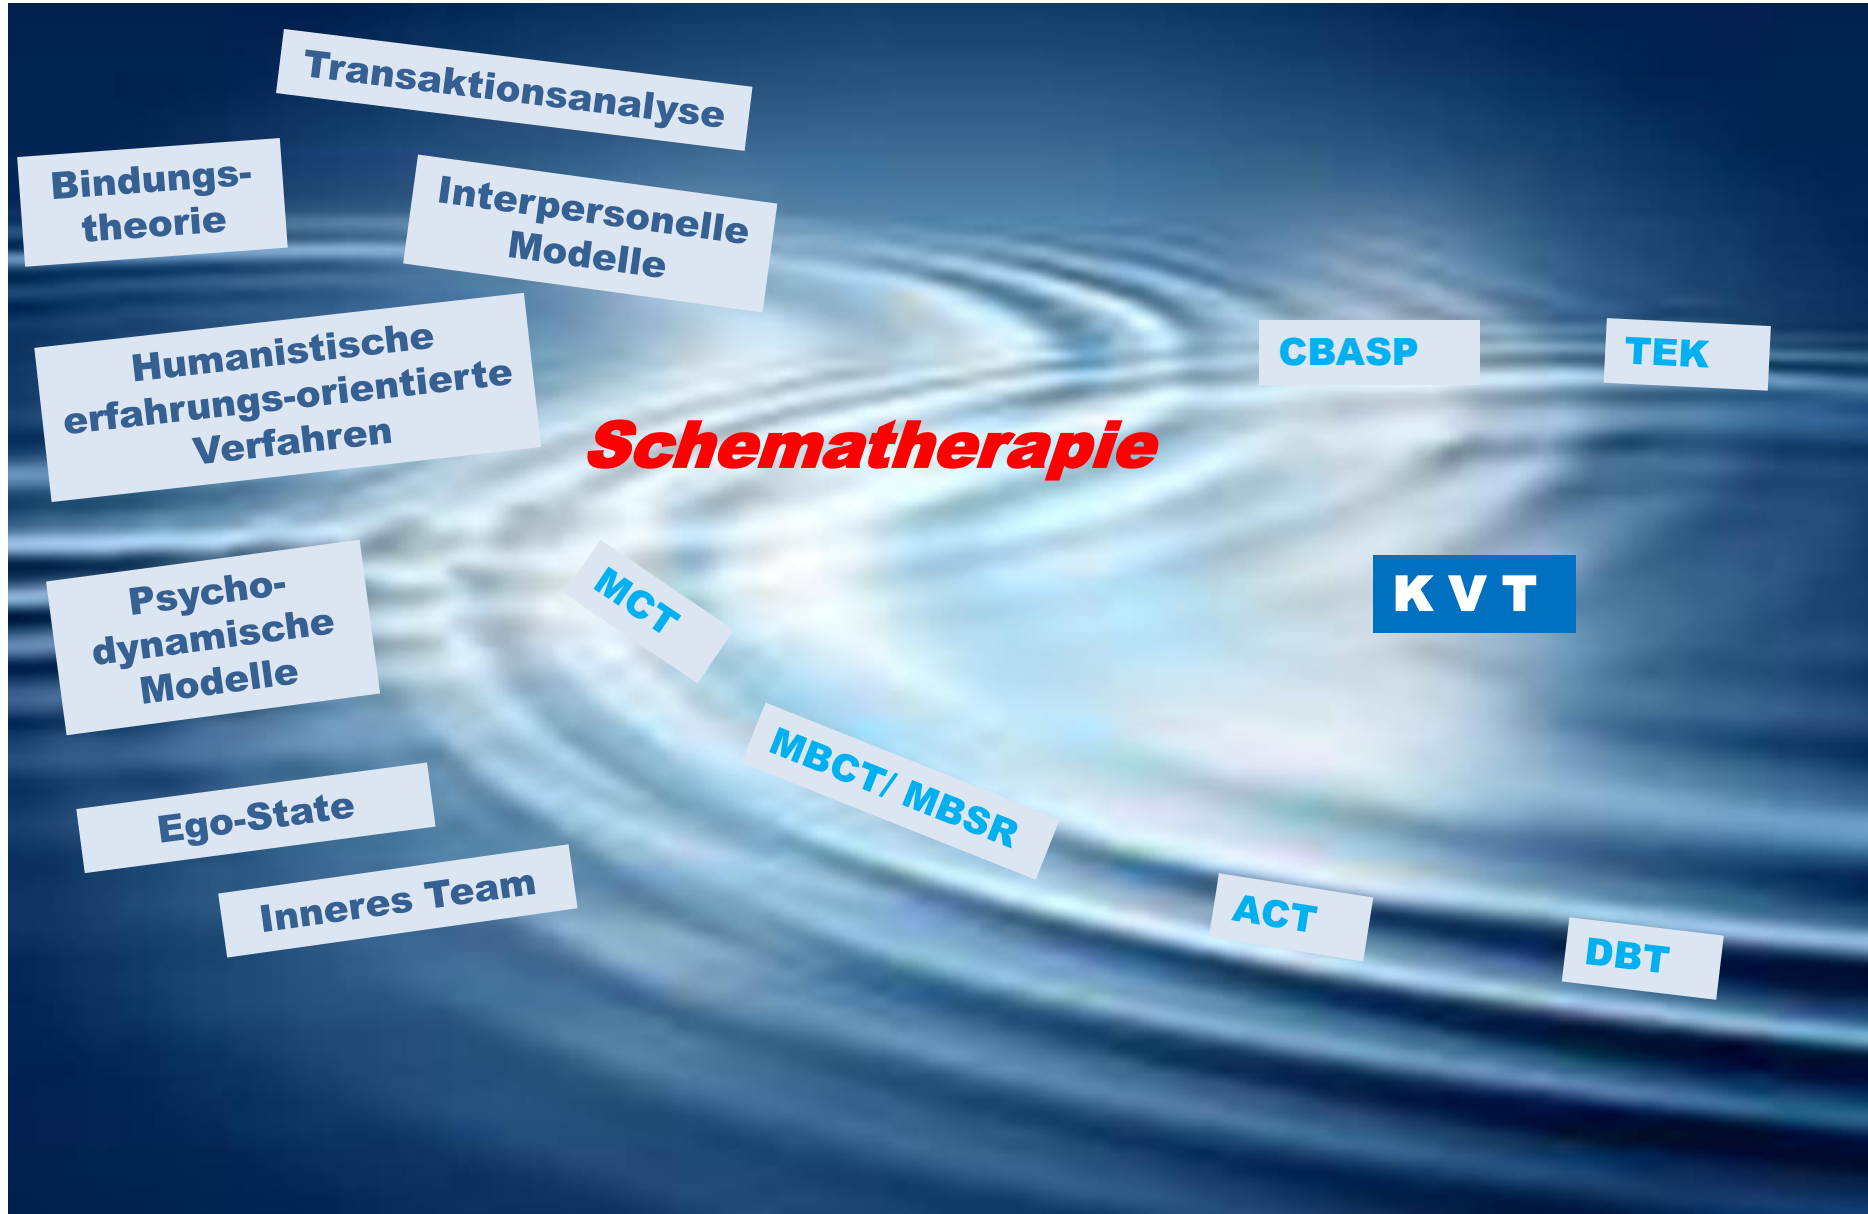 Transaktionsanalyse
Bindungs-
theorie
Interpersonelle
Modelle
Humanistische
erfahrungs-orientierte
Verfahren
CBASP
TEK
Schematherapie
Psycho-
dynamische
Modelle
MCT
K V T
MBCT/ MBSR
Ego-State
Inneres Team
ACT
DBT